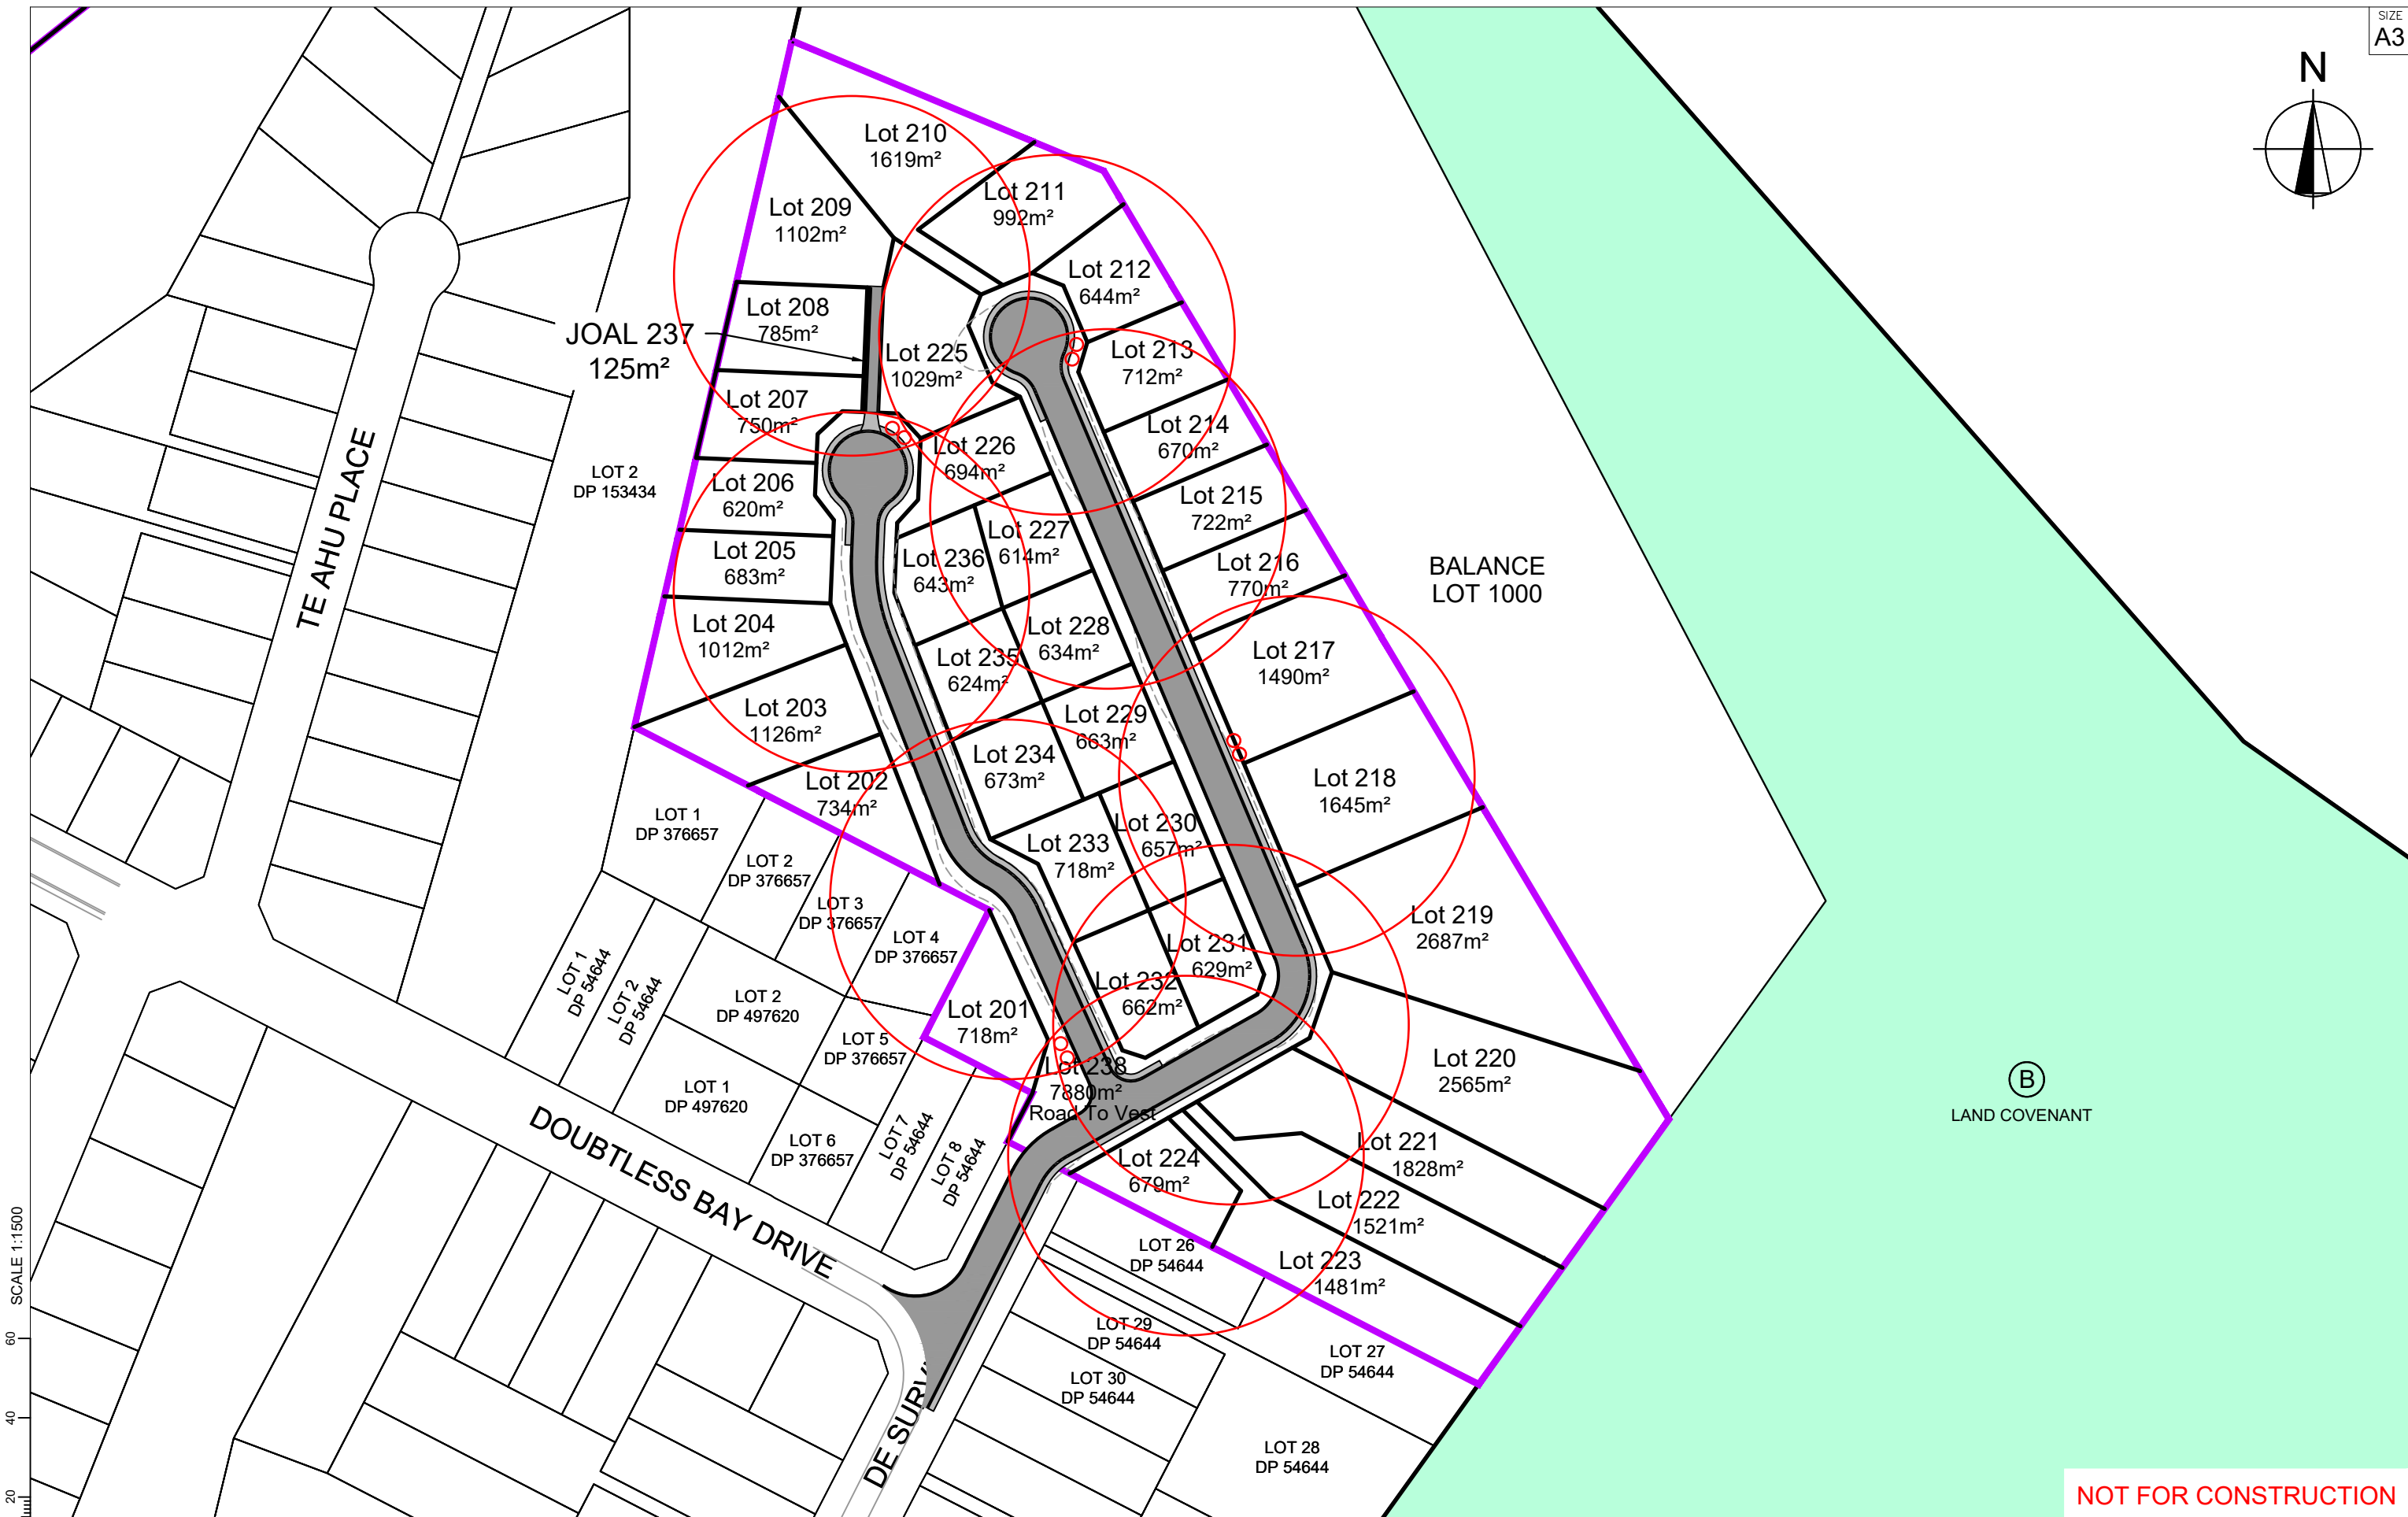 SIZE
A3
N
Lot 210
1619m²
Lot 211
992m²
Lot 209
1102m²
Lot 212
644m²
Lot 208
785m²
JOAL 237
125m²
Lot 225
1029m²
Lot 213
712m²
Lot 207
750m²
Lot 214
670m²
Lot 226
694m²
LOT 2
DP 153434
Lot 206
620m²
Lot 215
722m²
TE AHU PLACE
Lot 205
683m²
Lot 236
643m²
Lot 227
614m²
Lot 216
770m²
BALANCE
LOT 1000
Lot 204
1012m²
Lot 228
634m²
Lot 235
624m²
Lot 217
1490m²
Lot 203
1126m²
Lot 229
663m²
Lot 234
673m²
Lot 202
734m²
Lot 218
1645m²
LOT 1
DP 376657
LOT 2
DP 376657
Lot 233
718m²
Lot 230
657m²
LOT 3
DP 376657
LOT 4
DP 376657
Lot 219
2687m²
LOT 1
DP 54644
LOT 2
DP 54644
LOT 2
DP 497620
Lot 231
629m²
Lot 232
662m²
Lot 201
718m²
LOT 5
DP 376657
LOT 1
DP 497620
Lot 238
7880m²
Road To Vest
Lot 220
2565m²
B
LAND COVENANT
LOT 6
DP 376657
LOT 7
DP 54644
LOT 8
DP 54644
Lot 221
1828m²
Lot 224
679m²
Lot 222
1521m²
DOUBTLESS BAY DRIVE
LOT 26
DP 54644
Lot 223
1481m²
LOT 29
DP 54644
LOT 27
DP 54644
LOT 30
DP 54644
DE SURV
LOT 28
DP 54644
SCALE 1:1500
60
40
20
NOT FOR CONSTRUCTION